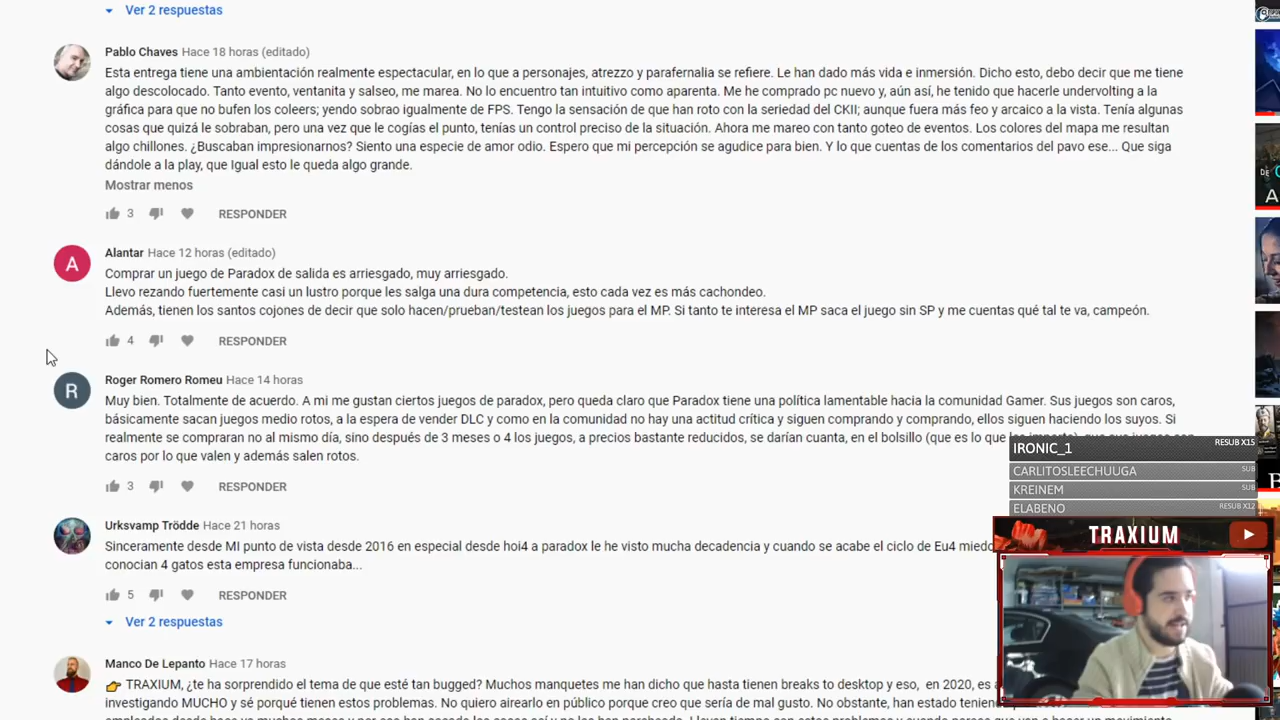 Ver 2 respuestas
Pablo Chaves Hace 18 horas (editado)
Esta entrega tiene una ambientación realmente espectacular, en lo que a personajes, atrezzo y parafernalia se refiere. Le han dado más vida e inmersión. Dicho esto, debo decir que me tiene
algo descolocado. Tanto evento, ventanita y salseo, me marea. No lo encuentro tan intuitivo como aparenta. Me he comprado pc nuevo y, aún así, he tenido que hacerle undervolting a la
gráfica para que no bufen los coleers; yendo sobrao igualmente de FPS. Tengo la sensación de que han roto con la seriedad del CKII; aunque fuera más feo y arcaico a la vista. Tenía algunas
cosas que quizá le sobraban, pero una vez que le cogías el punto, tenías un control preciso de la situación. Ahora me mareo con tanto goteo de eventos. Los colores del mapa me resultan
algo chillones. ¿Buscaban impresionarnos? Siento una especie de amor odio. Espero que mi percepción se agudice para bien. Y lo que cuentas de los comentarios del pavo ese... Que siga
dándole a la play, que Igual esto le queda algo grande.
Mostrar menos
3 RESPONDER
A
Alantar Hace 12 horas (editado)
Comprar un juego de Paradox de salida es arriesgado, muy arriesgado.
Llevo rezando fuertemente casi un lustro porque les salga una dura competencia, esto cada vez es más cachondeo.
Además, tienen los santos cojones de decir que solo hacen/prueban/testean los juegos para el MP. Si tanto te interesa el MP saca el juego sin SP y me cuentas qué tal te va, campeón.
4 RESPONDER
R
Roger Romero Romeu Hace 14 horas
Muy bien. Totalmente de acuerdo. A mi me gustan ciertos juegos de paradox, pero queda claro que Paradox tiene una política lamentable hacia la comunidad Gamer. Sus juegos son caros,
básicamente sacan juegos medio rotos, a la espera de vender DLC y como en la comunidad no hay una actitud crítica y siguen comprando y comprando, ellos siguen haciendo los suyos. Si
realmente se compraran no al mismo día, sino después de 3 meses o 4 los juegos, a precios bastante reducidos, se darían cuenta, en el bolsillo (que es lo que
caros por lo que valen y además salen rotos.
3 RESPONDER
IRONIC_1 RESUB X15
CARLITOSLEECHUUGA SUB
KREINEM SUB
ELABENO RESUB X12
TRAXIUM
Urksvamp Trödde Hace 21 horas
Sinceramente desde MI punto de vista desde 2016 en especial desde hoi4 a paradox le he visto mucha decadencia y cuando se acabe el ciclo de Eu4 miedo
conocian 4 gatos esta empresa funcionaba...
5 RESPONDER
Ver 2 respuestas
Manco De Lepanto Hace 17 horas
TRAXIUM, ¿te ha sorprendido el tema de que esté tan bugged? Muchos manquetes me han dicho que hasta tienen breaks to desktop y eso, en 2020, es
investigando MUCHO y sé porqué tienen estos problemas. No quiero airearlo en público porque creo que sería de mal gusto. No obstante, han estado